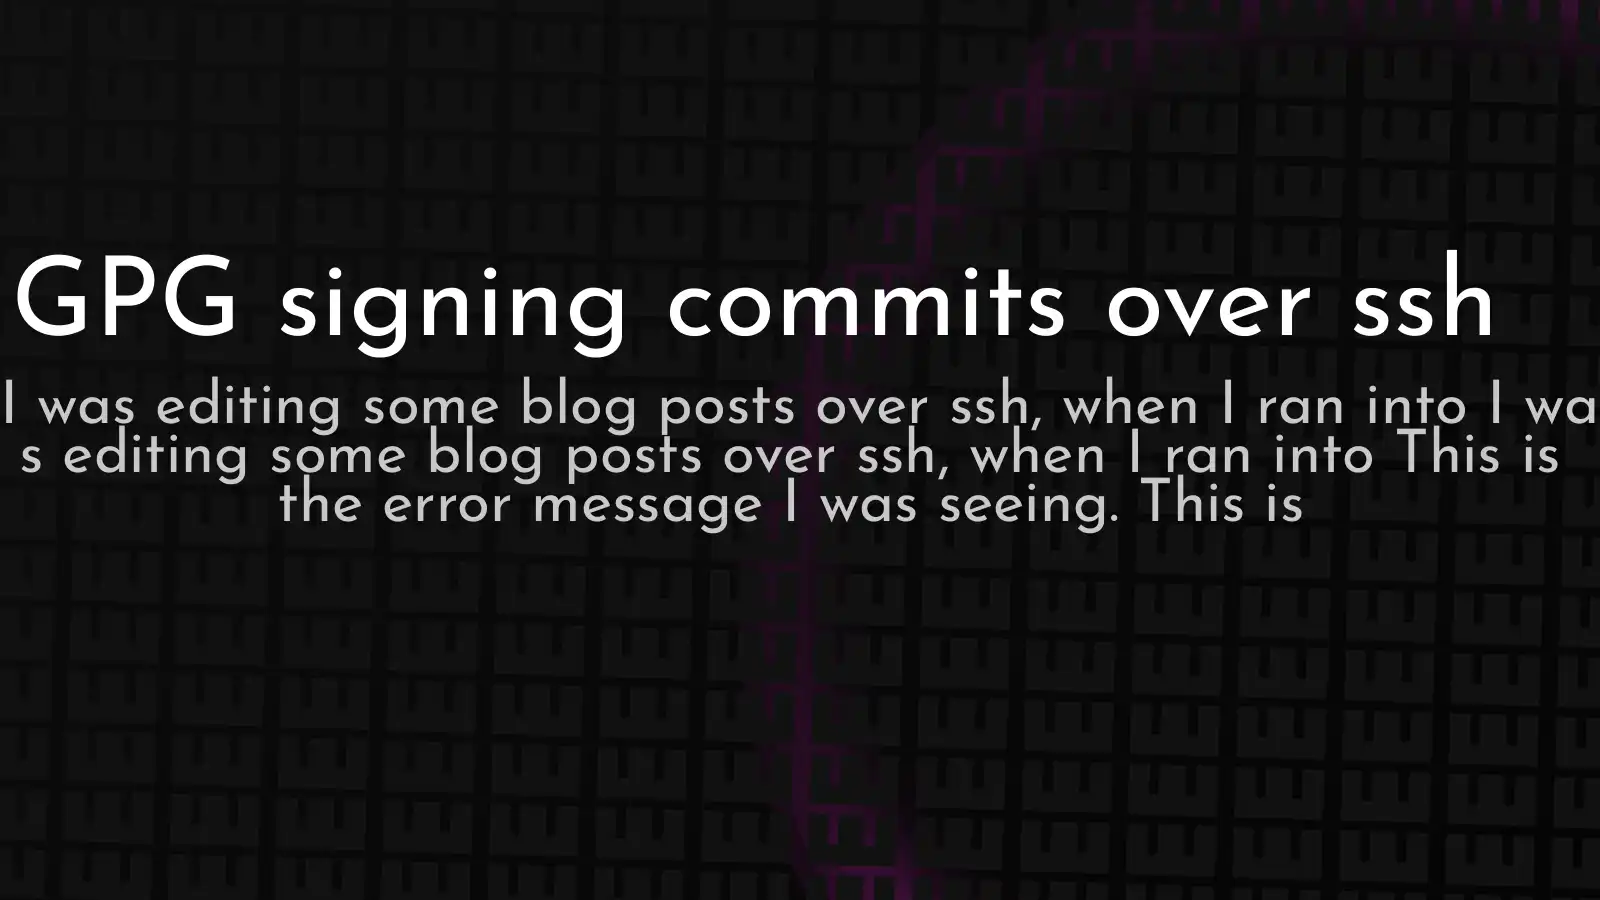 GPG signing commits over ssh
I was editing some blog posts over ssh, when I ran into I wa
s editing some blog posts over ssh, when I ran into This is
the error message I was seeing. This is